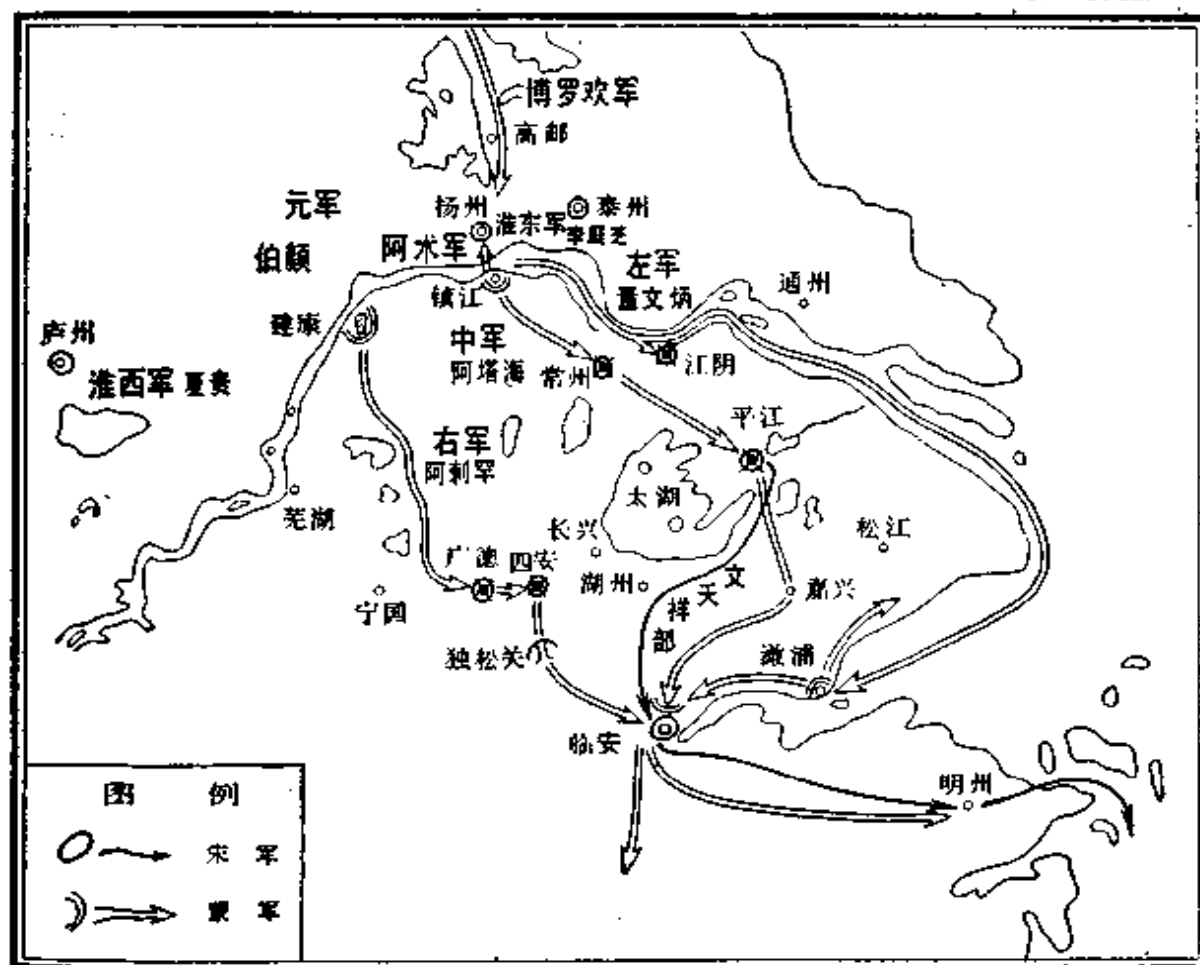 博罗欢军
高邮
元军
扬州
淮东军
泰州
李庭芝
伯颜
阿术军
左军
董文炳
镇江
通州
建康
中军
阿塔海
常州
江阴
庐州
淮西军 夏贵
右军
阿剌罕
平江
太湖
芜湖
长兴
松江
广德
四安
湖州
宁国
嘉兴
文天祥部
独松关
澉浦
临安
明州
图 例
宋 军
蒙 军